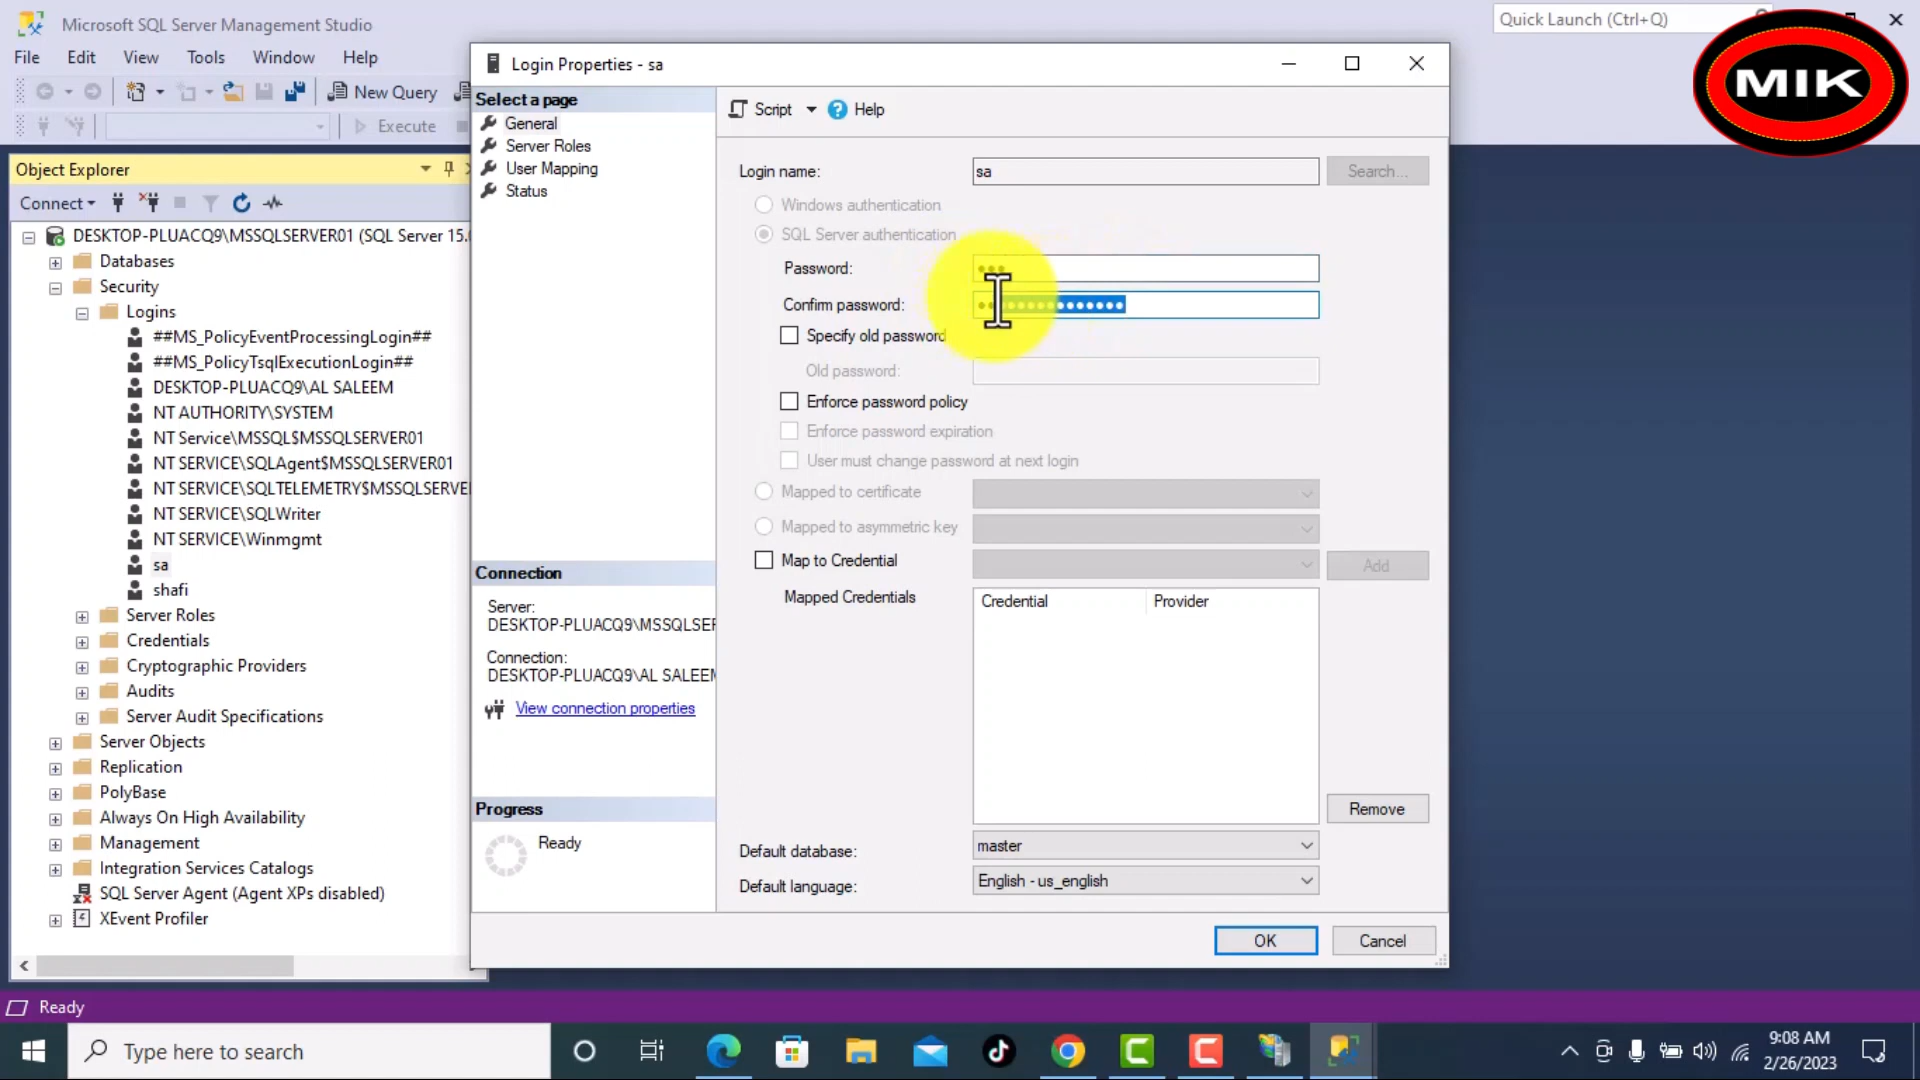 Microsoft SQL Server Management Studio
Quick Launch (Ctrl+Q)
MIK
File Edit View Tools Window Help
New Query
Execute
Object Explorer
Connect
DESKTOP-PLUACQ9\MSSQLSERVER01 (SQL Server 15.
Databases
Security
Logins
##MS_PolicyEventProcessingLogin##
##MS_PolicyTsqlExecutionLogin##
DESKTOP-PLUACQ9\AL SALEEM
NT AUTHORITY\SYSTEM
NT Service\MSSQL$MSSQLSERVER01
NT SERVICE\SQLAgent$MSSQLSERVER01
NT SERVICE\SQLTELEMETRY$MSSQLSERVE
NT SERVICE\SQLWriter
NT SERVICE\Winmgmt
sa
shafi
Server Roles
Credentials
Cryptographic Providers
Audits
Server Audit Specifications
Server Objects
Replication
PolyBase
Always On High Availability
Management
Integration Services Catalogs
SQL Server Agent (Agent XPs disabled)
XEvent Profiler
Login Properties - sa
Select a page
General
Server Roles
User Mapping
Status
Connection
Server:
DESKTOP-PLUACQ9\MSSQLSER
Connection:
DESKTOP-PLUACQ9\AL SALEEM
View connection properties
Progress
Ready
Script Help
Login name: sa Search...
Windows authentication
SQL Server authentication
Password:
Confirm password:
Specify old password
Old password:
Enforce password policy
Enforce password expiration
User must change password at next login
Mapped to certificate
Mapped to asymmetric key
Map to Credential Add
Mapped Credentials Credential Provider
Remove
Default database: master
Default language: English - us_english
OK Cancel
Ready
Type here to search
9:08 AM
2/26/2023